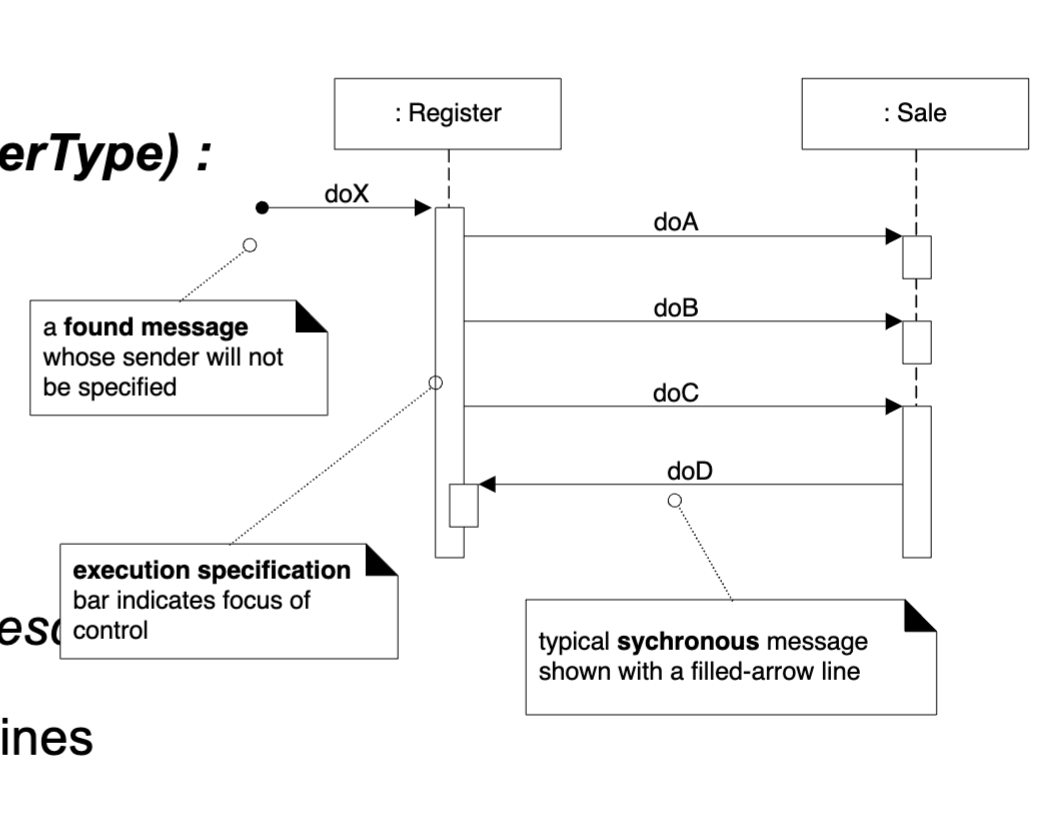 : Register
: Sale
erType) :
doX
doA
doB
a found message
whose sender will not
be specified
doC
doD
execution specification
bar indicates focus of
control
typical sychronous message
shown with a filled-arrow line
ines